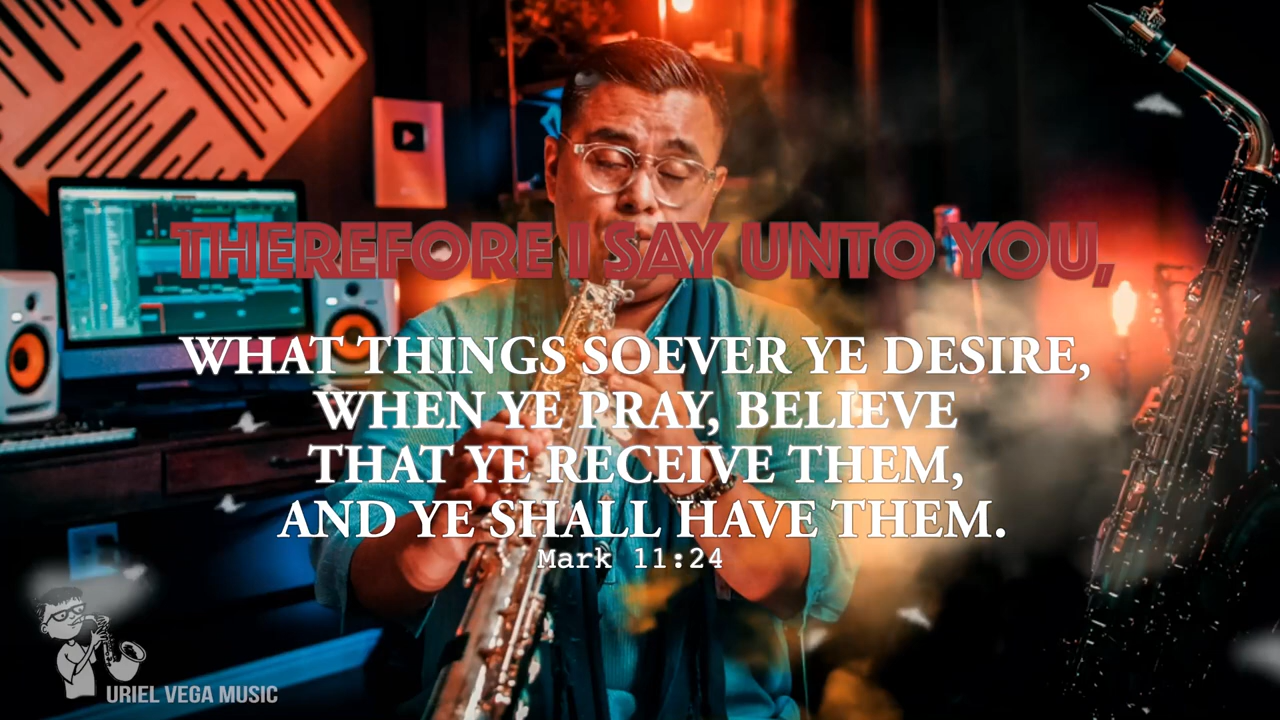 THEREFORE I SAY UNTO YOU,
WHAT THINGS SOEVER YE DESIRE,
WHEN YE PRAY, BELIEVE
THAT YE RECEIVE THEM,
AND YE SHALL HAVE THEM.
Mark 11:24
URIEL VEGA MUSIC